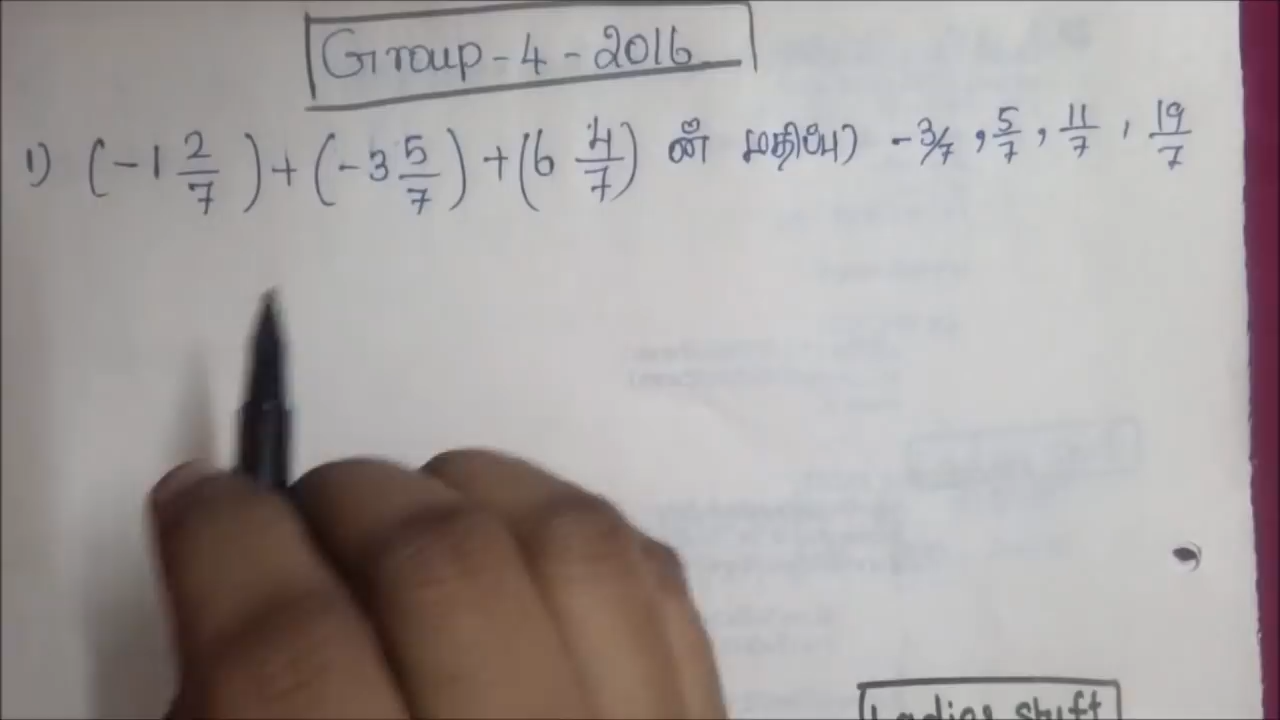 Group - 4 - 2016
1) (-1 2/7) + (-3 5/7) + (6 4/7) ன் மதிப்பு) -3/7, 5/7, 11/7, 19/7
Ladies stuff